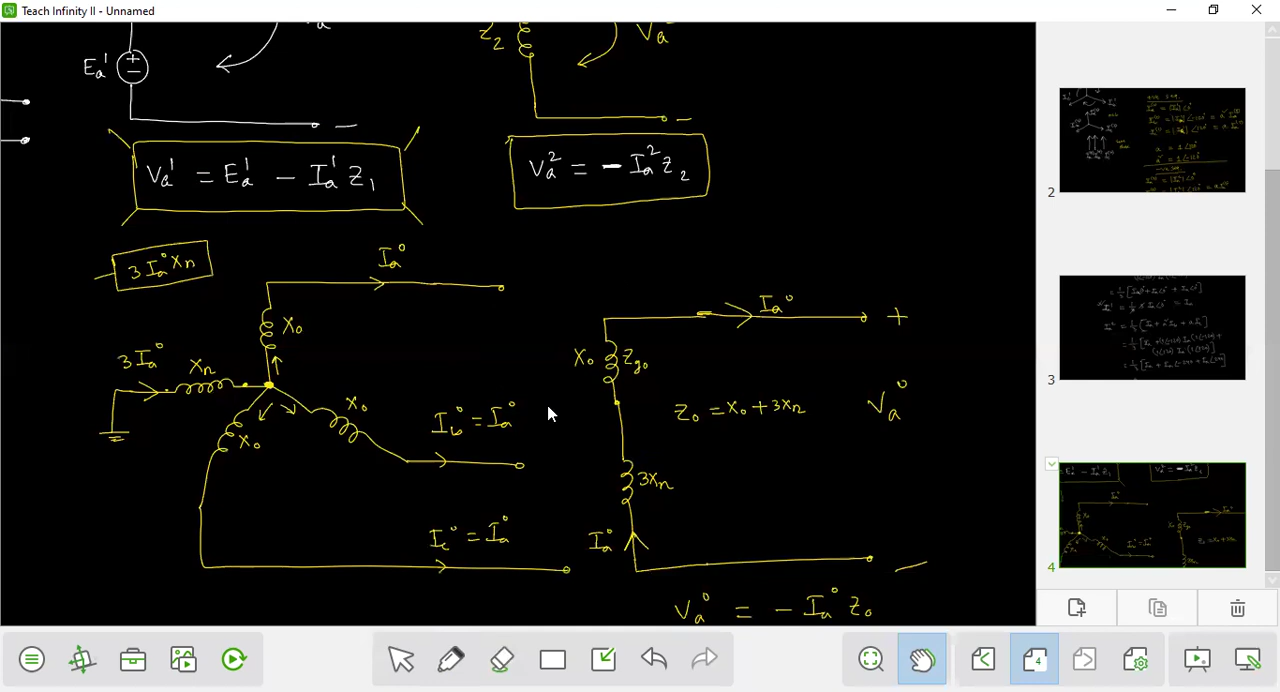 Teach Infinity II - Unnamed
Ea¹
+
−
−
Z₂
Va
−
Va¹ = Ea¹ − Ia¹ Z₁
Va² = − Ia² Z₂
3Ia⁰ Xn
Ia⁰
X₀
3Ia⁰
Xn
X₀
X₀
Ib⁰ = Ia⁰
Ic⁰ = Ia⁰
Ia⁰
+
X₀
Zg₀
Z₀ = X₀ + 3Xn
Va⁰
3Xn
Ia⁰
−
Va⁰ = − Ia⁰ Z₀
2
3
4
4